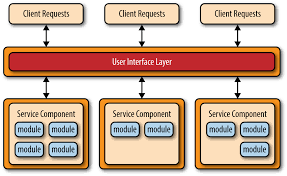 Client Requests
Client Requests
Client Requests
User Interface Layer
Service Component
module
module
module
module
Service Component
module
module
Service Component
module
module
module